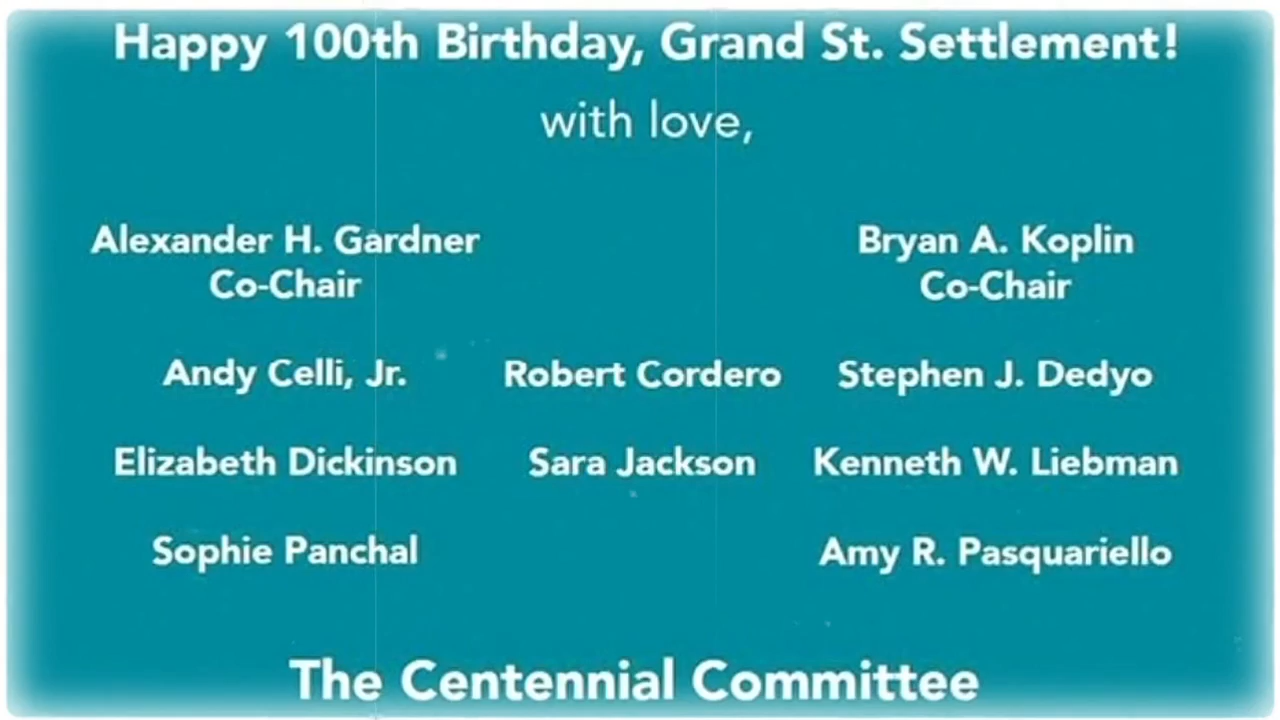 Happy 100th Birthday, Grand St. Settlement!
with love,
Alexander H. Gardner
Co-Chair
Bryan A. Koplin
Co-Chair
Andy Celli, Jr.
Robert Cordero
Stephen J. Dedyo
Elizabeth Dickinson
Sara Jackson
Kenneth W. Liebman
Sophie Panchal
Amy R. Pasquariello
The Centennial Committee